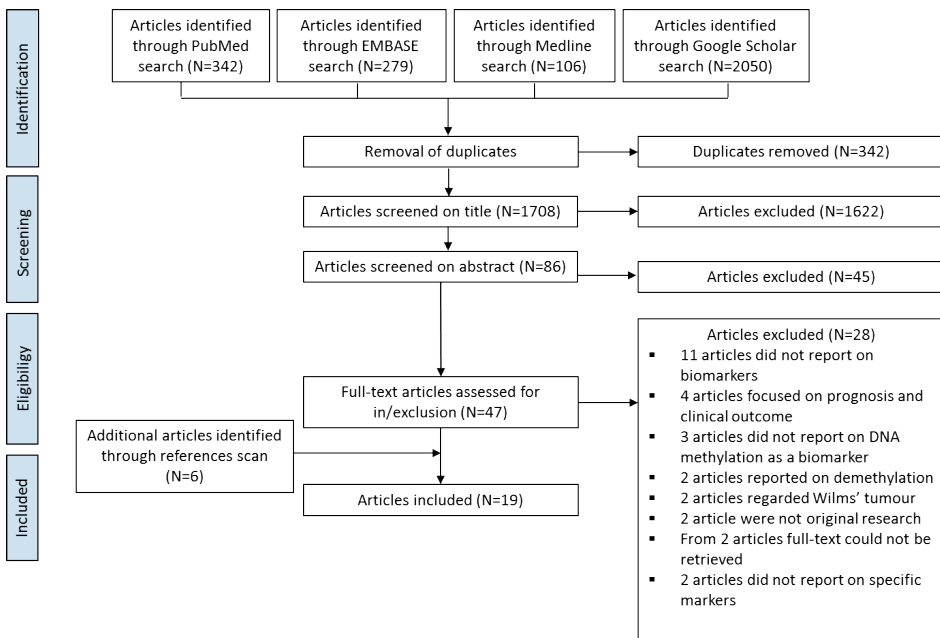 Identification
Articles identified
through PubMed
search (N=342)
Articles identified
through EMBASE
search (N=279)
Articles identified
through Medline
search (N=106)
Articles identified
through Google Scholar
search (N=2050)
Removal of duplicates
Duplicates removed (N=342)
Screening
Articles screened on title (N=1708)
Articles excluded (N=1622)
Articles screened on abstract (N=86)
Articles excluded (N=45)
Eligibiligy
Full-text articles assessed for
in/exclusion (N=47)
Articles excluded (N=28)
▪ 11 articles did not report on
biomarkers
▪ 4 articles focused on prognosis and
clinical outcome
▪ 3 articles did not report on DNA
methylation as a biomarker
▪ 2 articles reported on demethylation
▪ 2 articles regarded Wilms’ tumour
▪ 2 article were not original research
▪ From 2 articles full-text could not be
retrieved
▪ 2 articles did not report on specific
markers
Additional articles identified
through references scan
(N=6)
Included
Articles included (N=19)